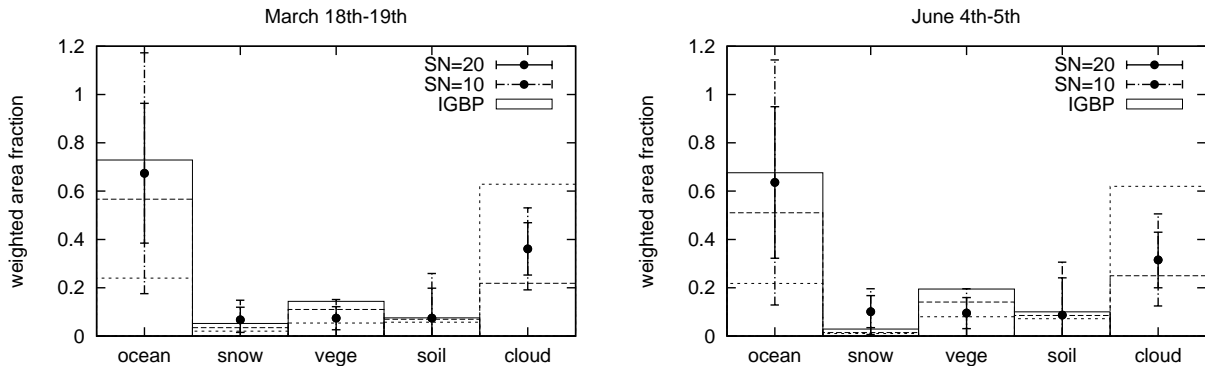 March 18th-19th
weighted area fraction
1.2
1
0.8
0.6
0.4
0.2
0
SN=20
SN=10
IGBP
ocean snow vege soil cloud
June 4th-5th
weighted area fraction
1.2
1
0.8
0.6
0.4
0.2
0
SN=20
SN=10
IGBP
ocean snow vege soil cloud